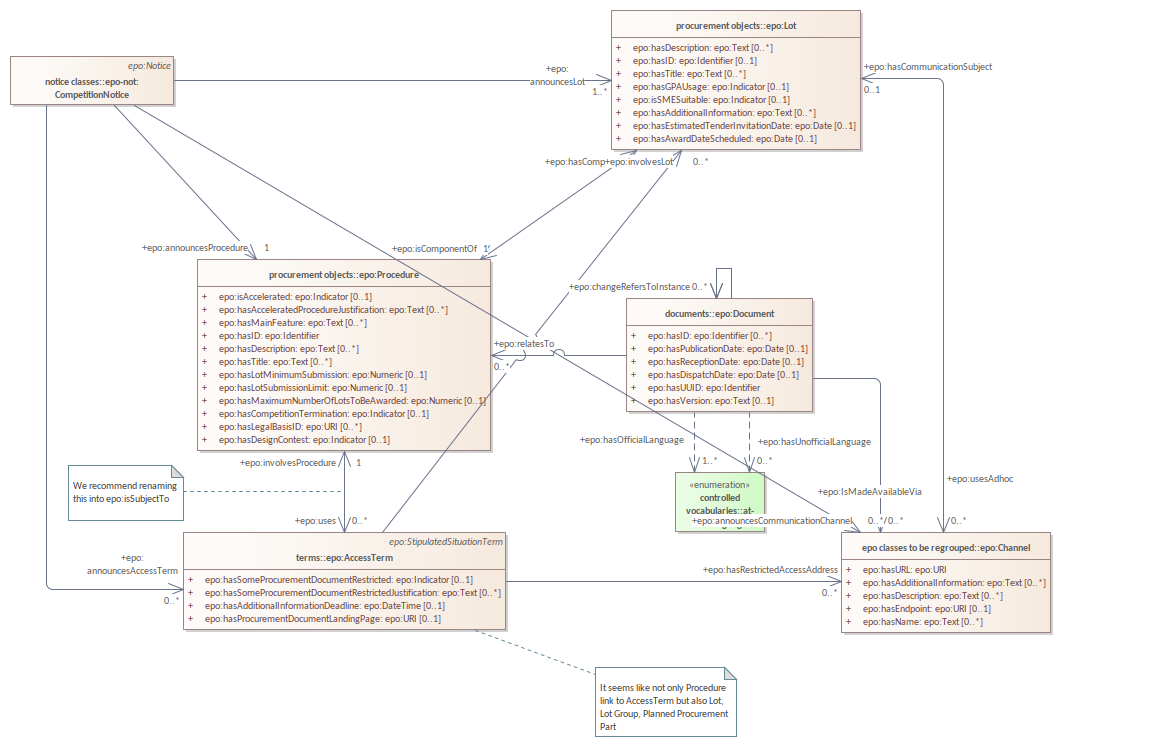 procurement objects::epo:Lot
+ epo:hasDescription: epo:Text [0..*]
+ epo:hasID: epo:Identifier [0..1]
+ epo:hasTitle: epo:Text [0..*]
+ epo:hasGPAUsage: epo:Indicator [0..1]
+ epo:isSMESuitable: epo:Indicator [0..1]
+ epo:hasAdditionalInformation: epo:Text [0..*]
+ epo:hasEstimatedTenderInvitationDate: epo:Date [0..1]
+ epo:hasAwardDateScheduled: epo:Date [0..1]
epo:Notice
notice classes::epo-not:
CompetitionNotice
+epo:
announcesLot
1..*
+epo:hasCommunicationSubject
0..1
+epo:hasComp
+epo:involvesLot
0..*
+epo:announcesProcedure
1
+epo:isComponentOf
1
procurement objects::epo:Procedure
+ epo:isAccelerated: epo:Indicator [0..1]
+ epo:hasAcceleratedProcedureJustification: epo:Text [0..*]
+ epo:hasMainFeature: epo:Text [0..*]
+ epo:hasID: epo:Identifier
+ epo:hasDescription: epo:Text [0..*]
+ epo:hasTitle: epo:Text [0..*]
+ epo:hasLotMinimumSubmission: epo:Numeric [0..1]
+ epo:hasLotSubmissionLimit: epo:Numeric [0..1]
+ epo:hasMaximumNumberOfLotsToBeAwarded: epo:Numeric [0..1]
+ epo:hasCompetitionTermination: epo:Indicator [0..1]
+ epo:hasLegalBasisID: epo:URI [0..*]
+ epo:hasDesignContest: epo:Indicator [0..1]
+epo:changeRefersToInstance 0..*
documents::epo:Document
+ epo:hasID: epo:Identifier [0..*]
+ epo:hasPublicationDate: epo:Date [0..1]
+ epo:hasReceptionDate: epo:Date [0..1]
+ epo:hasDispatchDate: epo:Date [0..1]
+ epo:hasUUID: epo:Identifier
+ epo:hasVersion: epo:Text [0..1]
+epo:relatesTo
0..*
+epo:hasOfficialLanguage
1..*
+epo:hasUnofficialLanguage
0..*
«enumeration»
controlled
vocabularies::at-
+epo:involvesProcedure
1
We recommend renaming
this into epo:isSubjectTo
+epo:uses
0..*
+epo:IsMadeAvailableVia
+epo:usesAdhoc
+epo:announcesCommunicationChannel
0..*
0..*
0..*
epo:StipulatedSituationTerm
terms::epo:AccessTerm
+ epo:hasSomeProcurementDocumentRestricted: epo:Indicator [0..1]
+ epo:hasSomeProcurementDocumentRestrictedJustification: epo:Text [0..*]
+ epo:hasAdditionalInformationDeadline: epo:DateTime [0..1]
+ epo:hasProcurementDocumentLandingPage: epo:URI [0..1]
+epo:
announcesAccessTerm
0..*
+epo:hasRestrictedAccessAddress
0..*
epo classes to be regrouped::epo:Channel
+ epo:hasURL: epo:URI
+ epo:hasAdditionalInformation: epo:Text [0..*]
+ epo:hasDescription: epo:Text [0..*]
+ epo:hasEndpoint: epo:URI [0..1]
+ epo:hasName: epo:Text [0..*]
It seems like not only Procedure
link to AccessTerm but also Lot,
Lot Group, Planned Procurement
Part